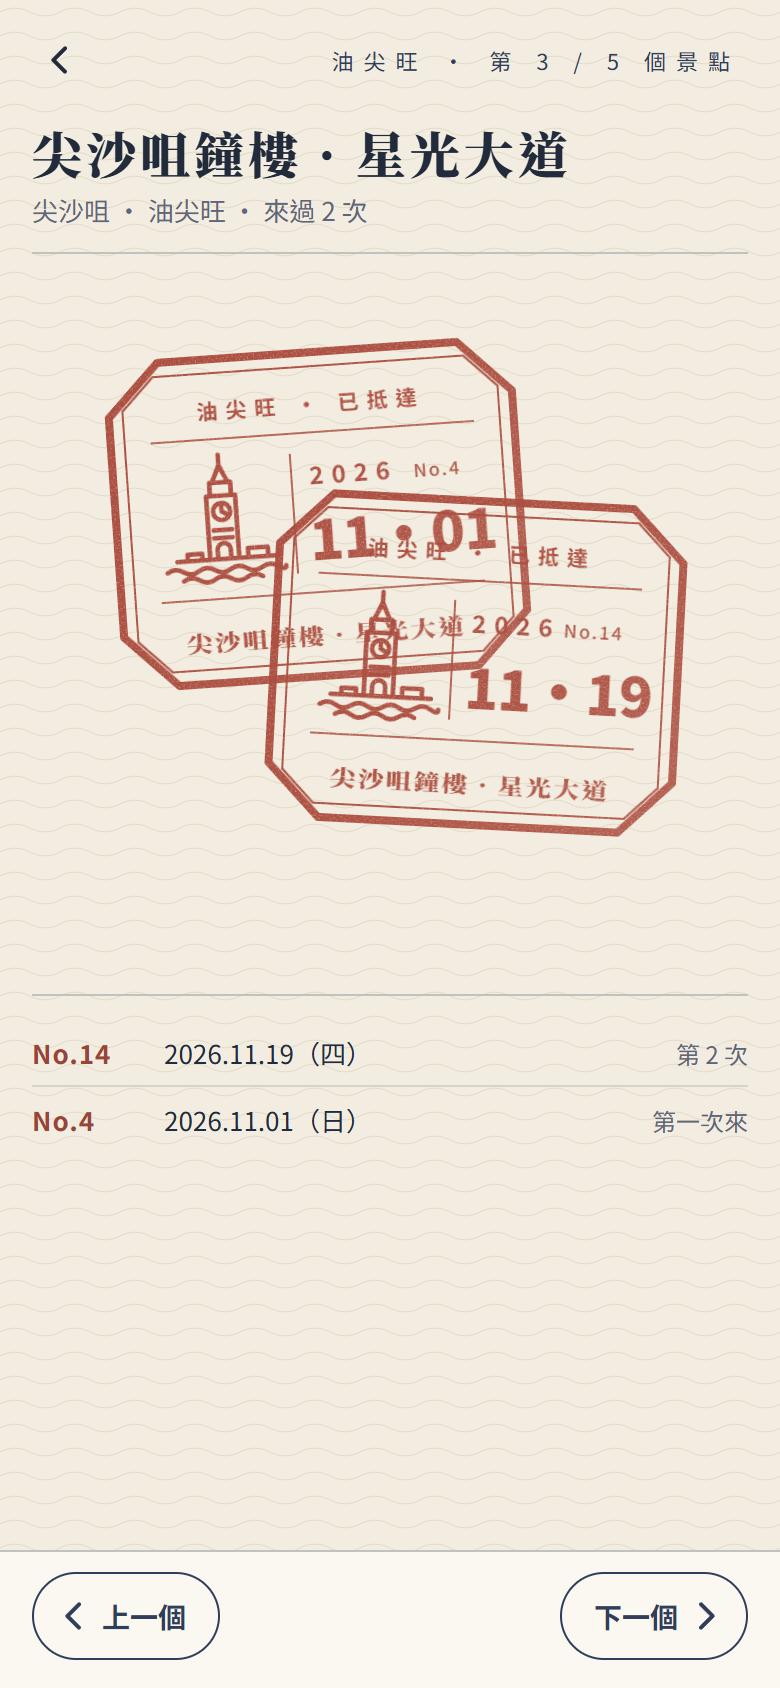 油尖旺 · 第 3 / 5 個景點
尖沙咀鐘樓·星光大道
尖沙咀・油尖旺・來過 2 次
油尖旺 · 已抵達
2026 No.4
11·01
尖沙咀鐘樓·星光大道
油尖旺 · 已抵達
2026 No.14
11·19
尖沙咀鐘樓·星光大道
No.14 2026.11.19（四） 第 2 次
No.4 2026.11.01（日） 第一次來
上一個 下一個